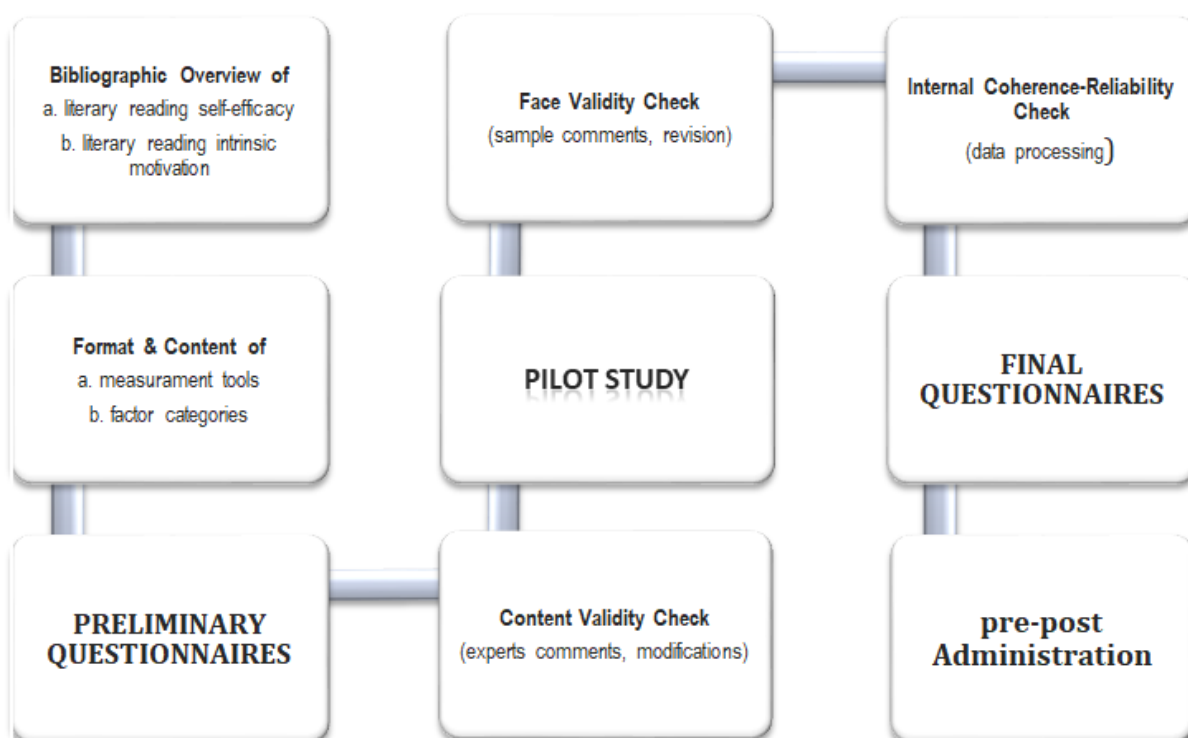 Bibliographic Overview of
a. literary reading self-efficacy
b. literary reading intrinsic
motivation
Format & Content of
a. measurament tools
b. factor categories
PRELIMINARY
QUESTIONNAIRES
Content Validity Check
(experts comments, modifications)
PILOT STUDY
Face Validity Check
(sample comments, revision)
Internal Coherence-Reliability
Check
(data processing)
FINAL
QUESTIONNAIRES
pre-post
Administration